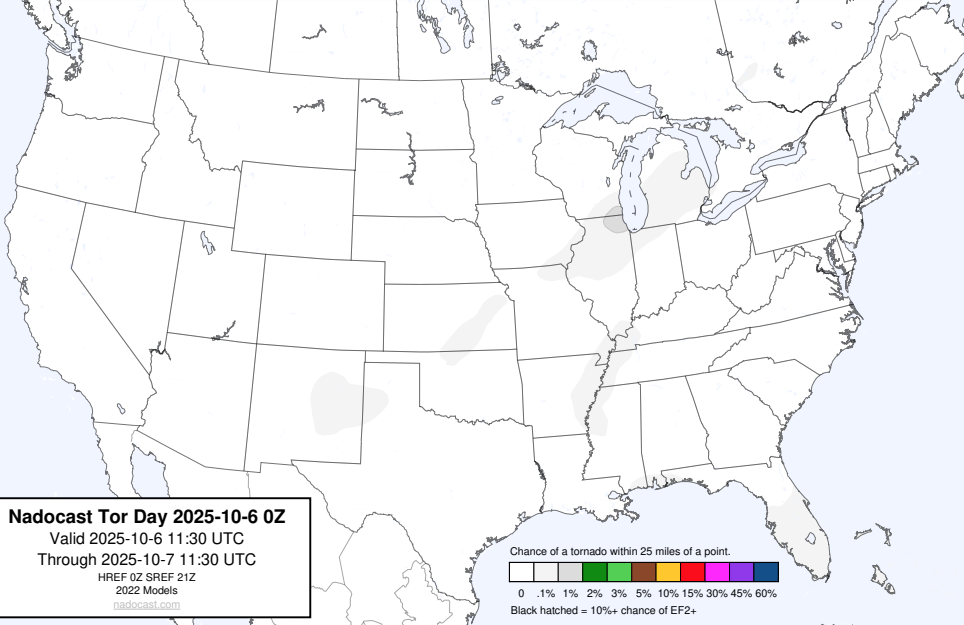 Nadocast Tor Day 2025-10-6 0Z
Valid 2025-10-6 11:30 UTC
Through 2025-10-7 11:30 UTC
HREF 0Z SREF 21Z
2022 Models
nadocast.com
Chance of a tornado within 25 miles of a point.
0 .1% 1% 2% 3% 5% 10% 15% 30% 45% 60%
Black hatched = 10%+ chance of EF2+